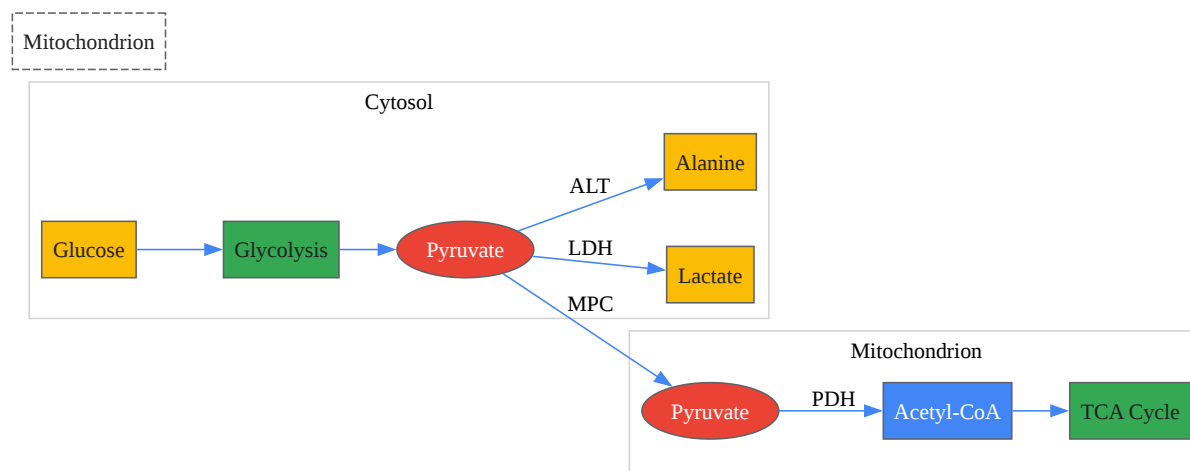 Mitochondrion
Cytosol
Alanine
ALT
Glucose
Glycolysis
Pyruvate
LDH
Lactate
MPC
Mitochondrion
Pyruvate
PDH
Acetyl-CoA
TCA Cycle